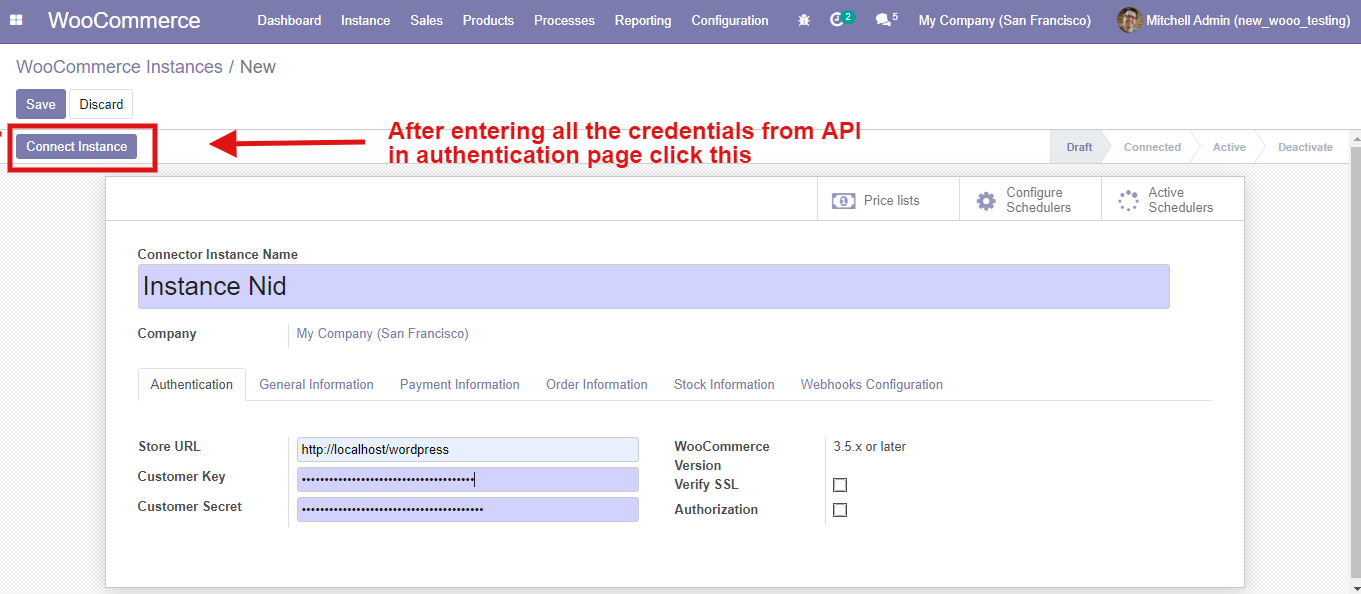 WooCommerce Dashboard Instance Sales Products Processes Reporting Configuration 2 5 My Company (San Francisco) Mitchell Admin (new_wooo_testing)
WooCommerce Instances / New
Save Discard
After entering all the credentials from API
in authentication page click this
Connect Instance Draft Connected Active Deactivate
Price lists
Configure
Schedulers
Active
Schedulers
Connector Instance Name
Instance Nid
Company My Company (San Francisco)
Authentication General Information Payment Information Order Information Stock Information Webhooks Configuration
Store URL http://localhost/wordpress
Customer Key
Customer Secret
WooCommerce
Version
3.5.x or later
Verify SSL
Authorization